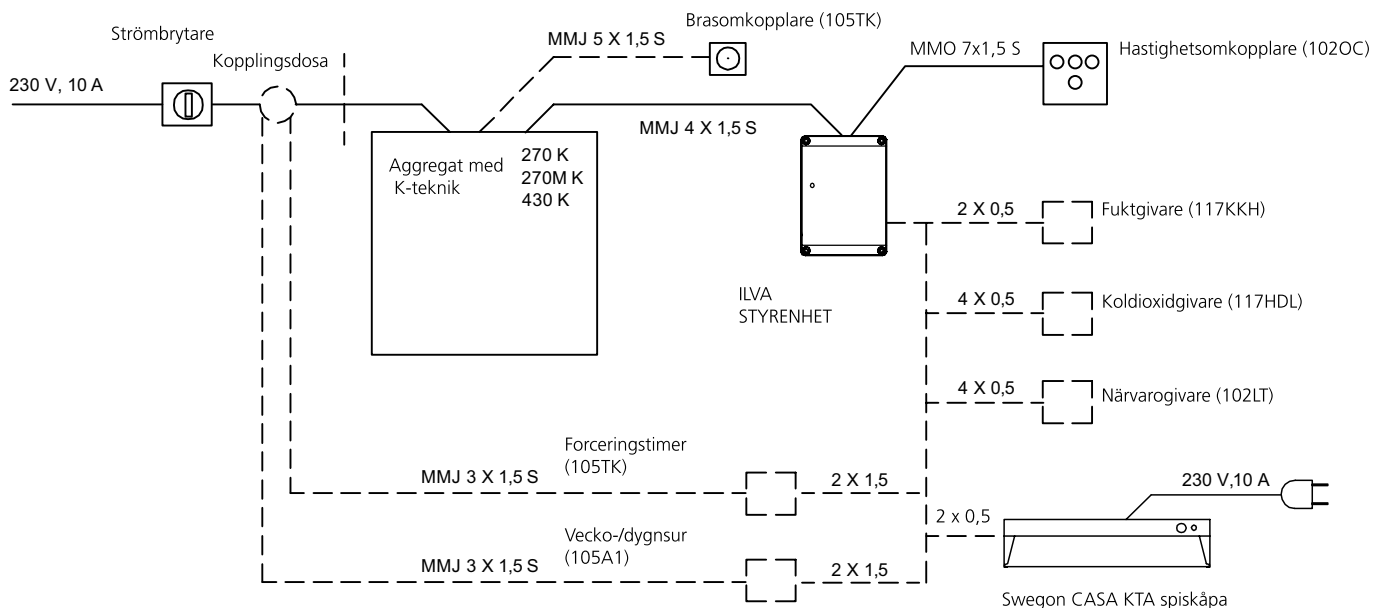 Brasomkopplare (105TK)
Strömbrytare
MMJ 5 X 1,5 S
MMO 7x1,5 S
Hastighetsomkopplare (102OC)
Kopplingsdosa
230 V, 10 A
MMJ 4 X 1,5 S
Aggregat med
K-teknik
270 K
270M K
430 K
2 X 0,5
Fuktgivare (117KKH)
ILVA
STYRENHET
4 X 0,5
Koldioxidgivare (117HDL)
4 X 0,5
Närvarogivare (102LT)
Forceringstimer
(105TK)
MMJ 3 X 1,5 S
2 X 1,5
230 V,10 A
2 x 0,5
Vecko-/dygnsur
(105A1)
MMJ 3 X 1,5 S
2 X 1,5
Swegon CASA KTA spiskåpa